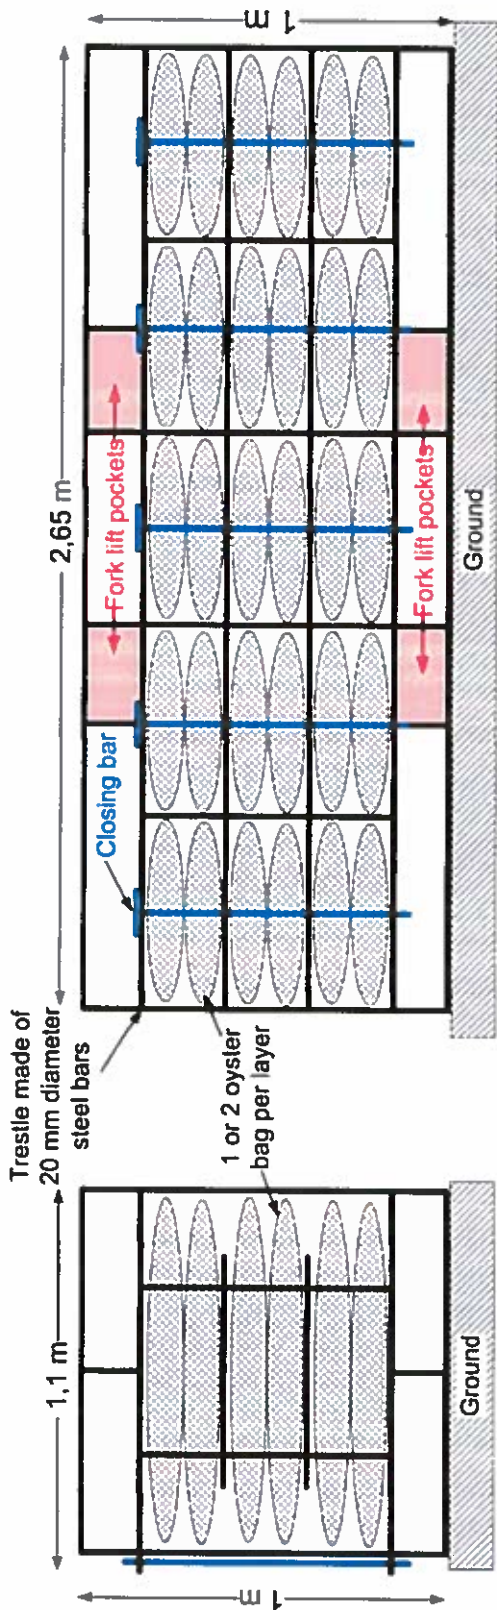 1,1 m
1 m
Ground
Trestle made of
20 mm diameter
steel bars
1 or 2 oyster
bag per layer
Closing bar
2,65 m
1 m
Fork lift pockets
Fork lift pockets
Ground